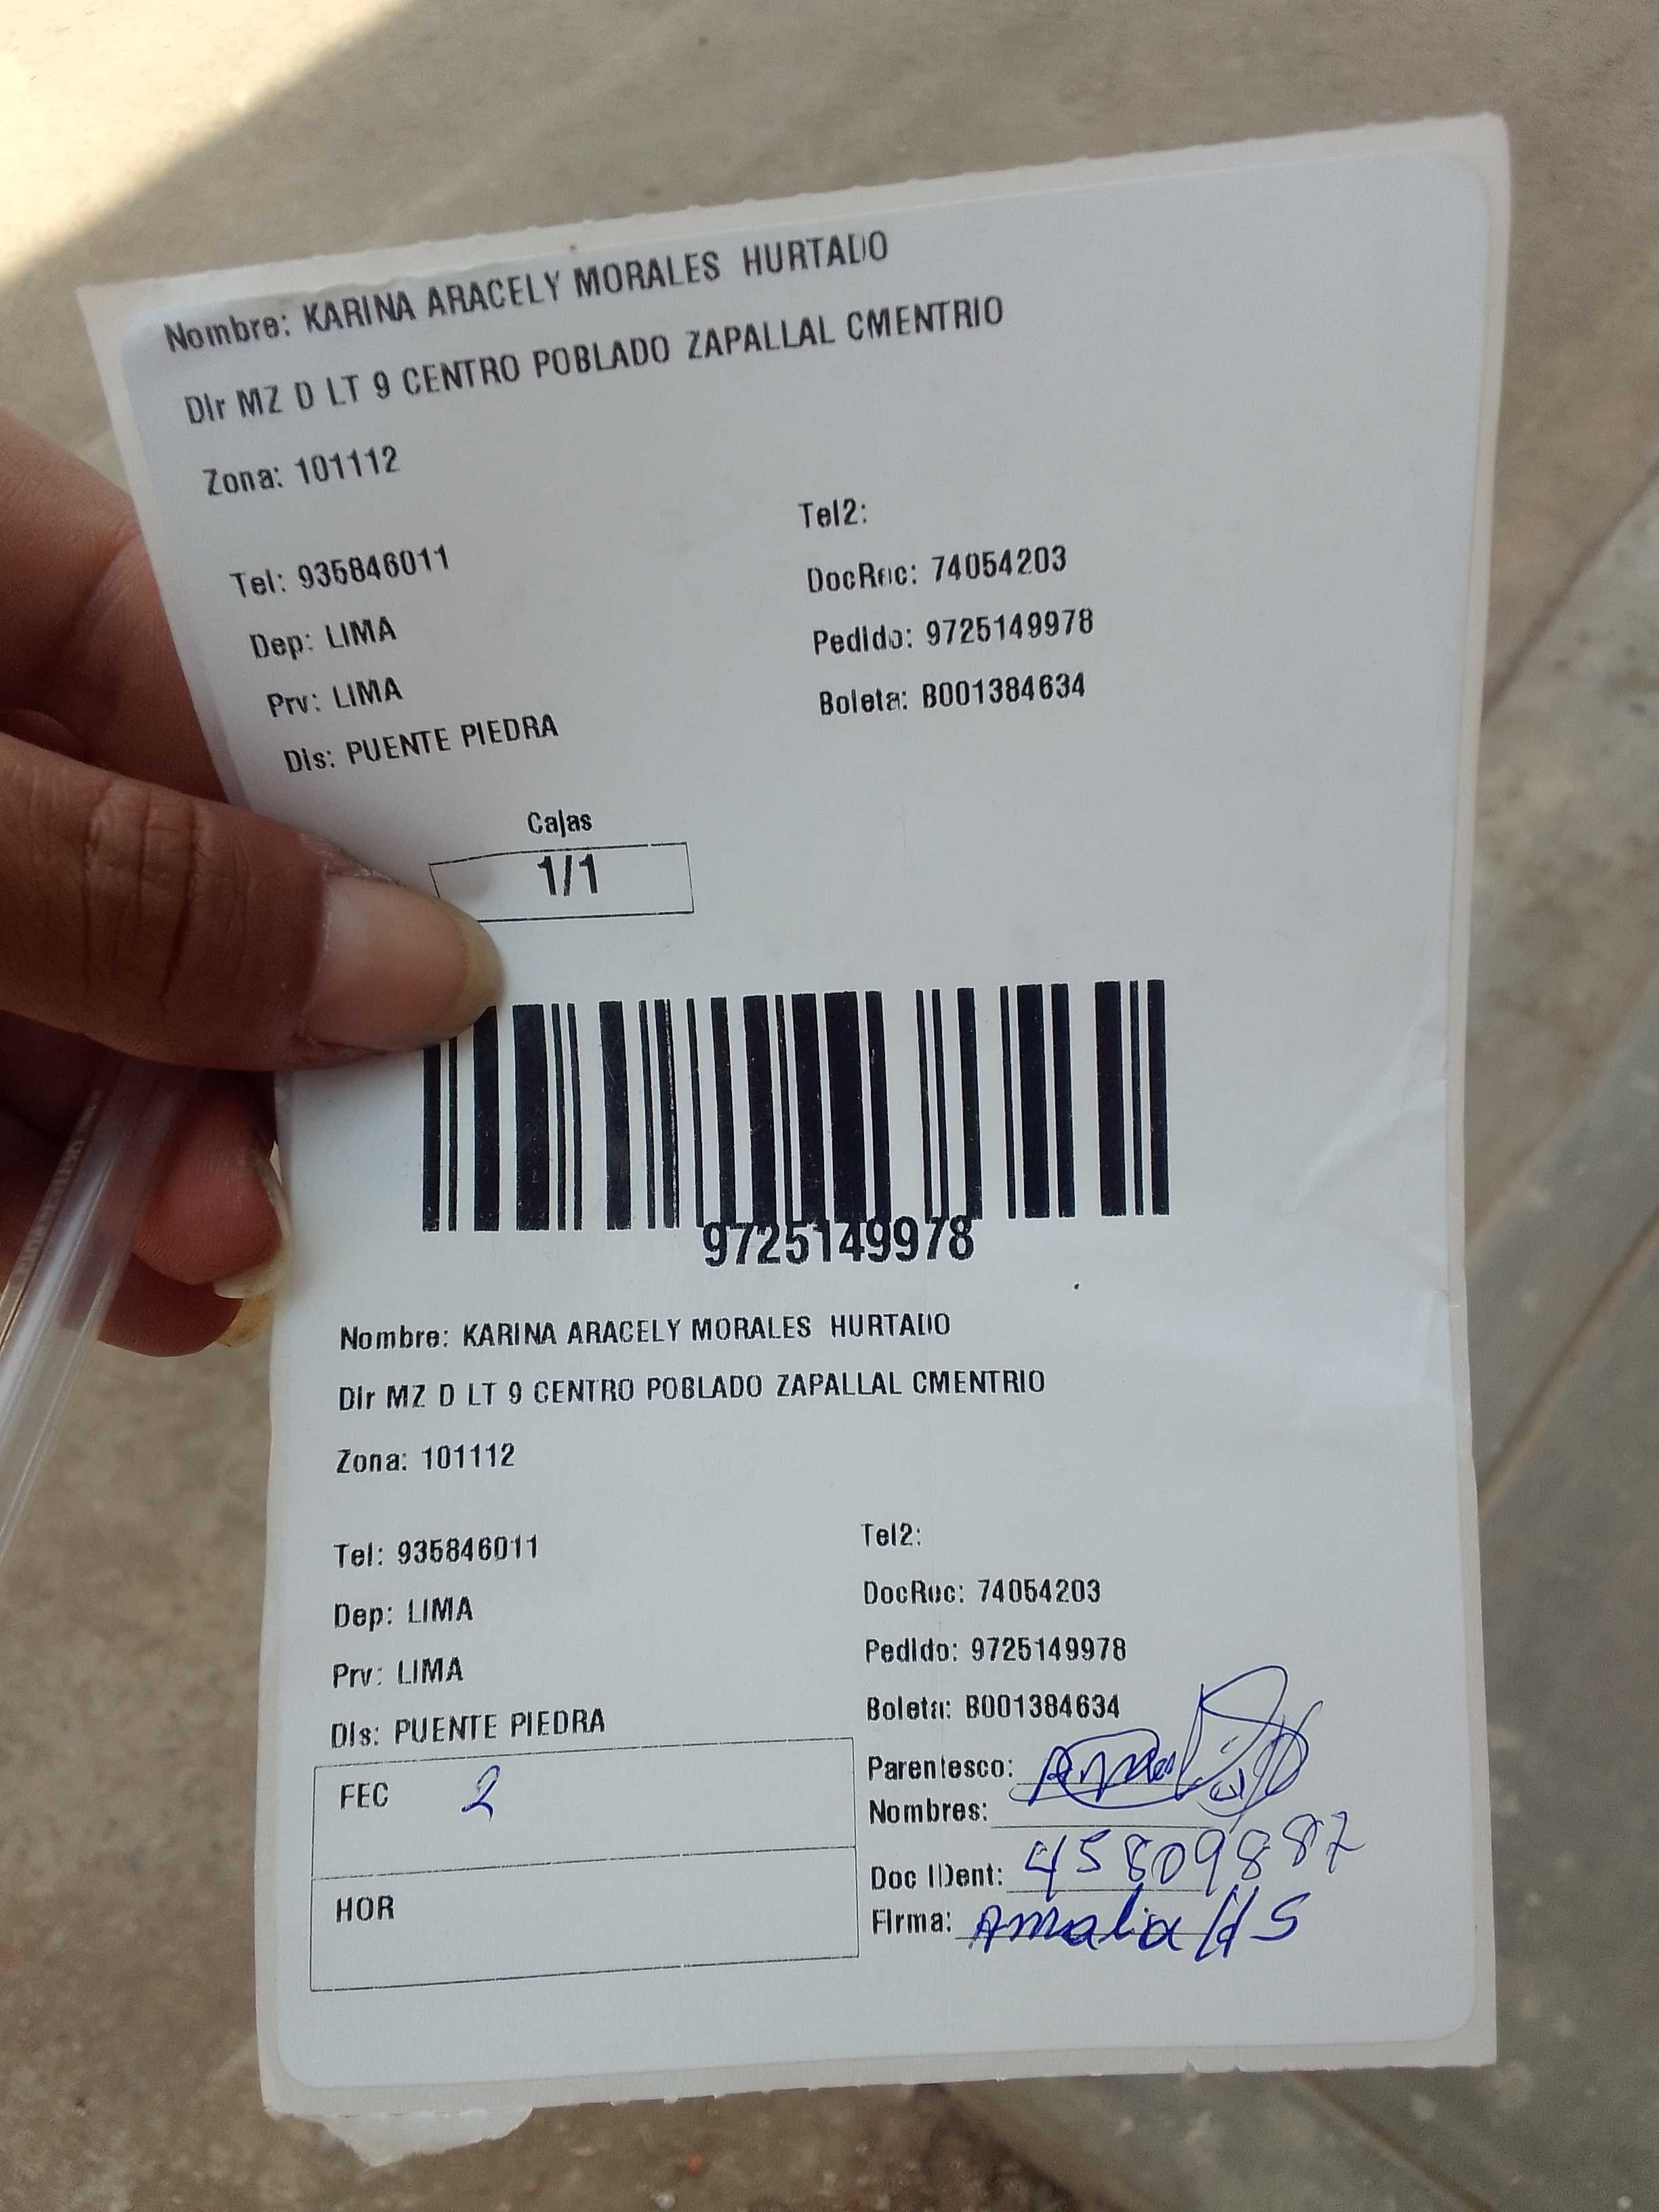 Nombre: KARINA ARACELY MORALES HURTADO
Dir MZ D LT 9 CENTRO POBLADO ZAPALLAL CMENTRIO
Zona: 101112
Tel2:
Tel: 935846011
DocRec: 74054203
Dep: LIMA
Pedido: 9725149978
Prv: LIMA
Boleta: B001384634
Dis: PUENTE PIEDRA
Cajas
1/1
9725149978
Nombre: KARINA ARACELY MORALES HURTADO
Dir MZ D LT 9 CENTRO POBLADO ZAPALLAL CMENTRIO
Zona: 101112
Tel2:
Tel: 935846011
DocRec: 74054203
Dep: LIMA
Pedido: 9725149978
Prv: LIMA
Boleta: B001384634
Dis: PUENTE PIEDRA
Parentesco:
FEC 2
Nombres:
Doc IDent: 45809887
HOR
Firma: Amalia H S